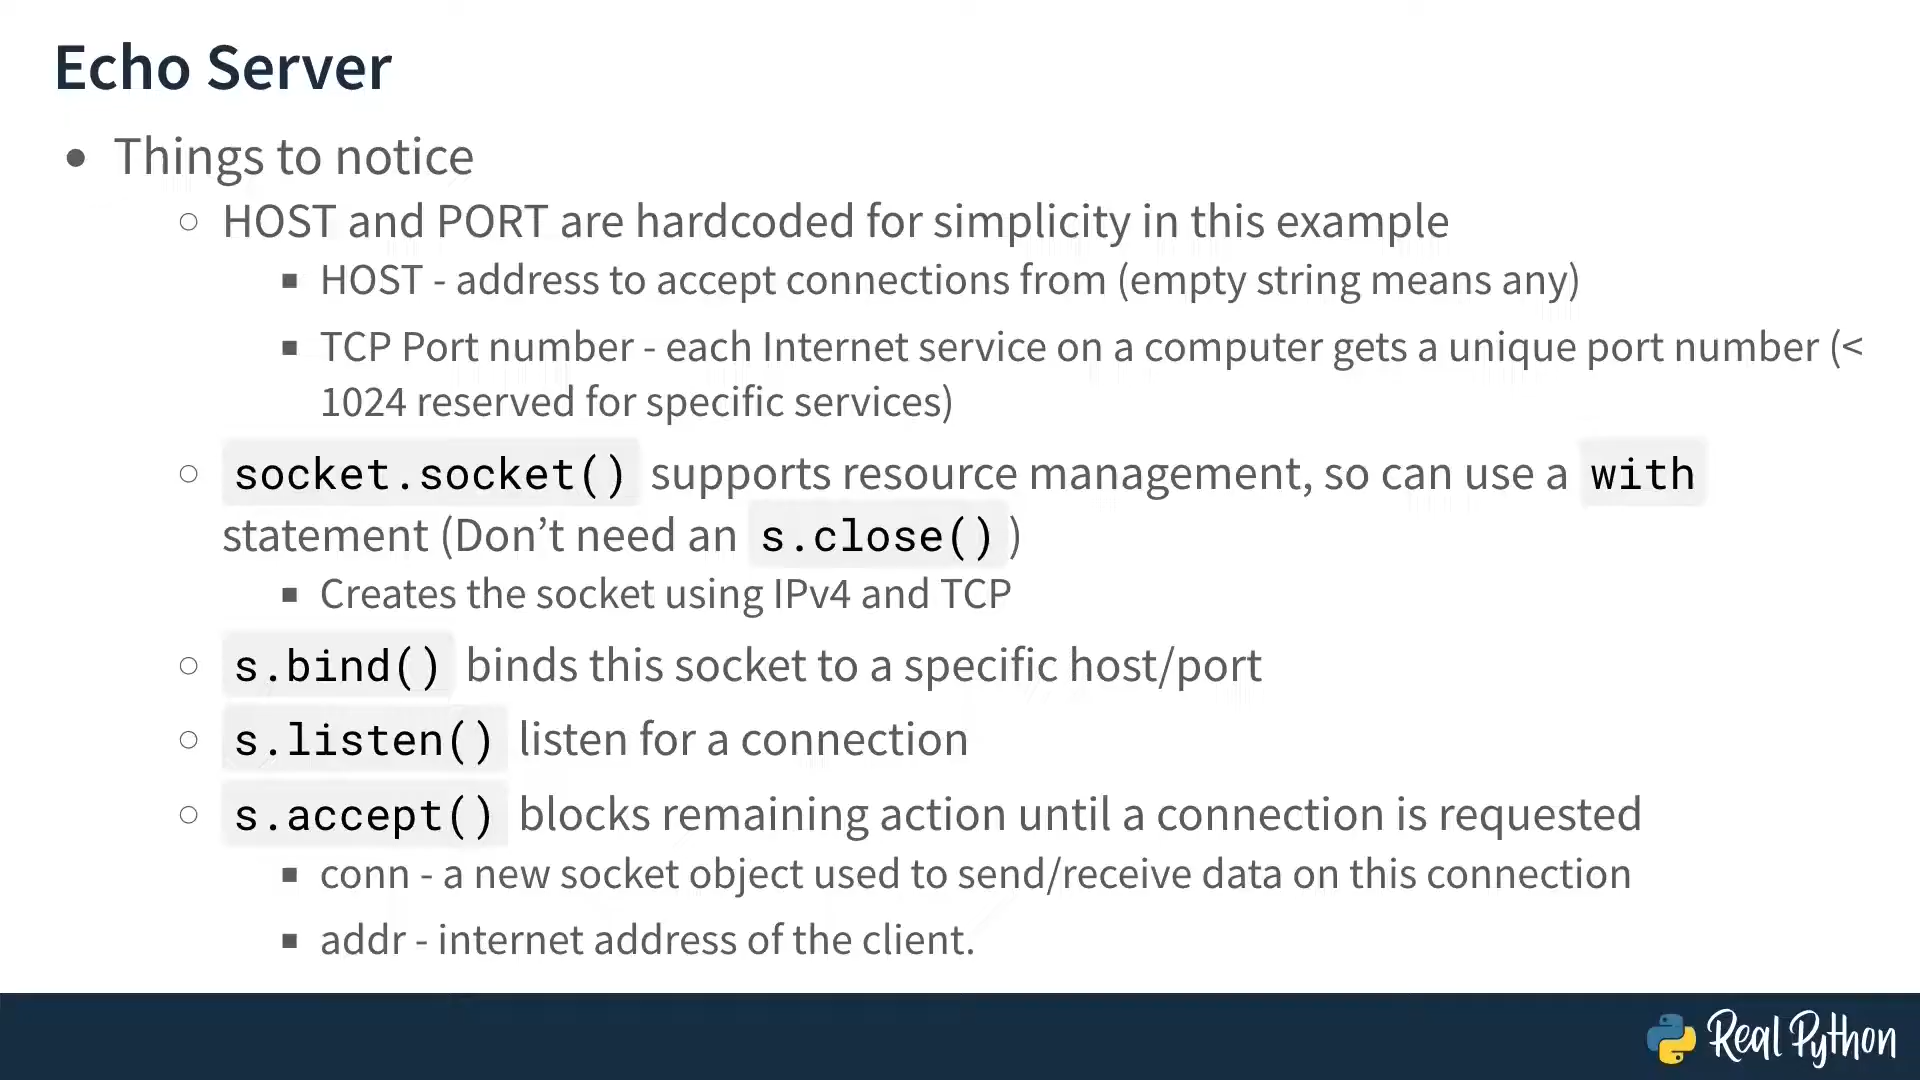 Echo Server
• Things to notice
○ HOST and PORT are hardcoded for simplicity in this example
▪ HOST - address to accept connections from (empty string means any)
▪ TCP Port number - each Internet service on a computer gets a unique port number (<
1024 reserved for specific services)
○ socket.socket() supports resource management, so can use a with
statement (Don’t need an s.close() )
▪ Creates the socket using IPv4 and TCP
○ s.bind() binds this socket to a specific host/port
○ s.listen() listen for a connection
○ s.accept() blocks remaining action until a connection is requested
▪ conn - a new socket object used to send/receive data on this connection
▪ addr - internet address of the client.
Real Python